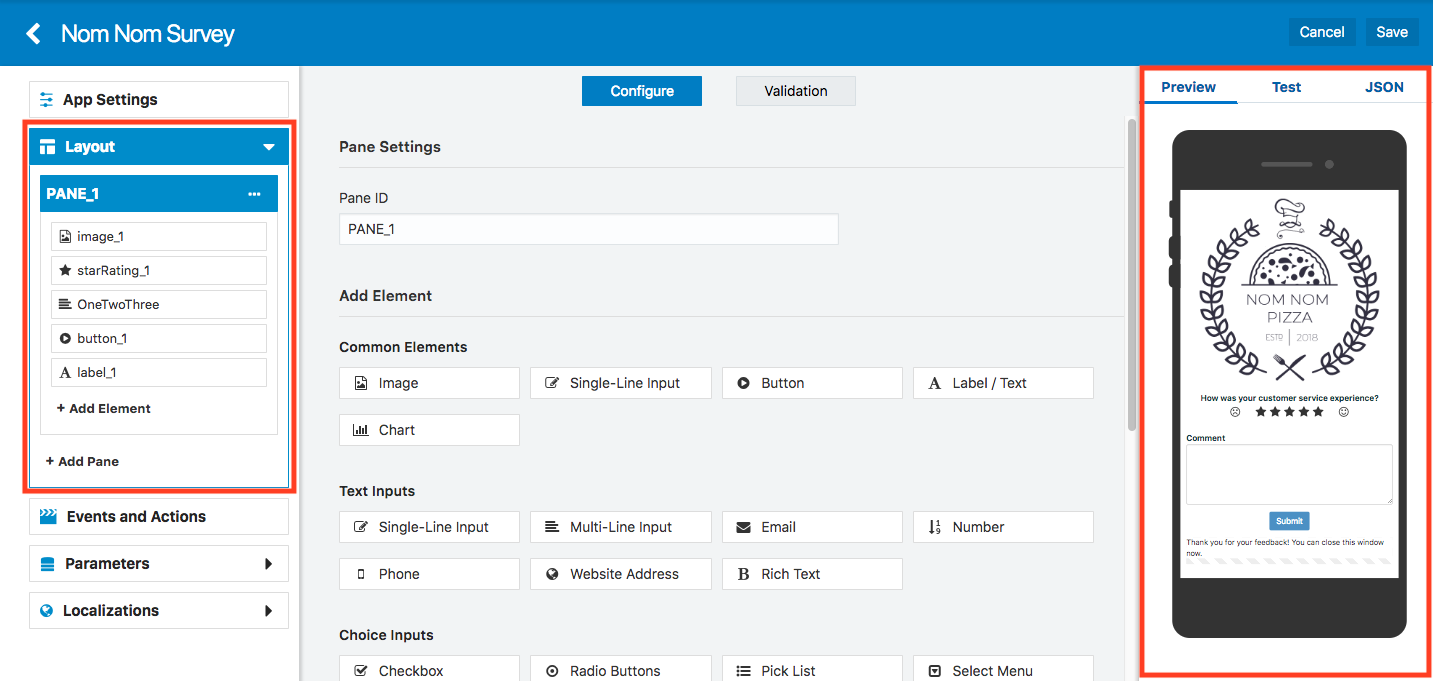 Nom Nom Survey
Cancel
Save
App Settings
Layout
PANE_1
image_1
starRating_1
OneTwoThree
button_1
label_1
+ Add Element
+ Add Pane
Events and Actions
Parameters
Localizations
Configure
Validation
Pane Settings
Pane ID
PANE_1
Add Element
Common Elements
Image
Single-Line Input
Button
Label / Text
Chart
Text Inputs
Single-Line Input
Multi-Line Input
Email
Number
Phone
Website Address
Rich Text
Choice Inputs
Checkbox
Radio Buttons
Pick List
Select Menu
Preview
Test
JSON
NOM NOM
PIZZA
ESTD 2018
How was your customer service experience?
Comment
Submit
Thank you for your feedback! You can close this window
now.